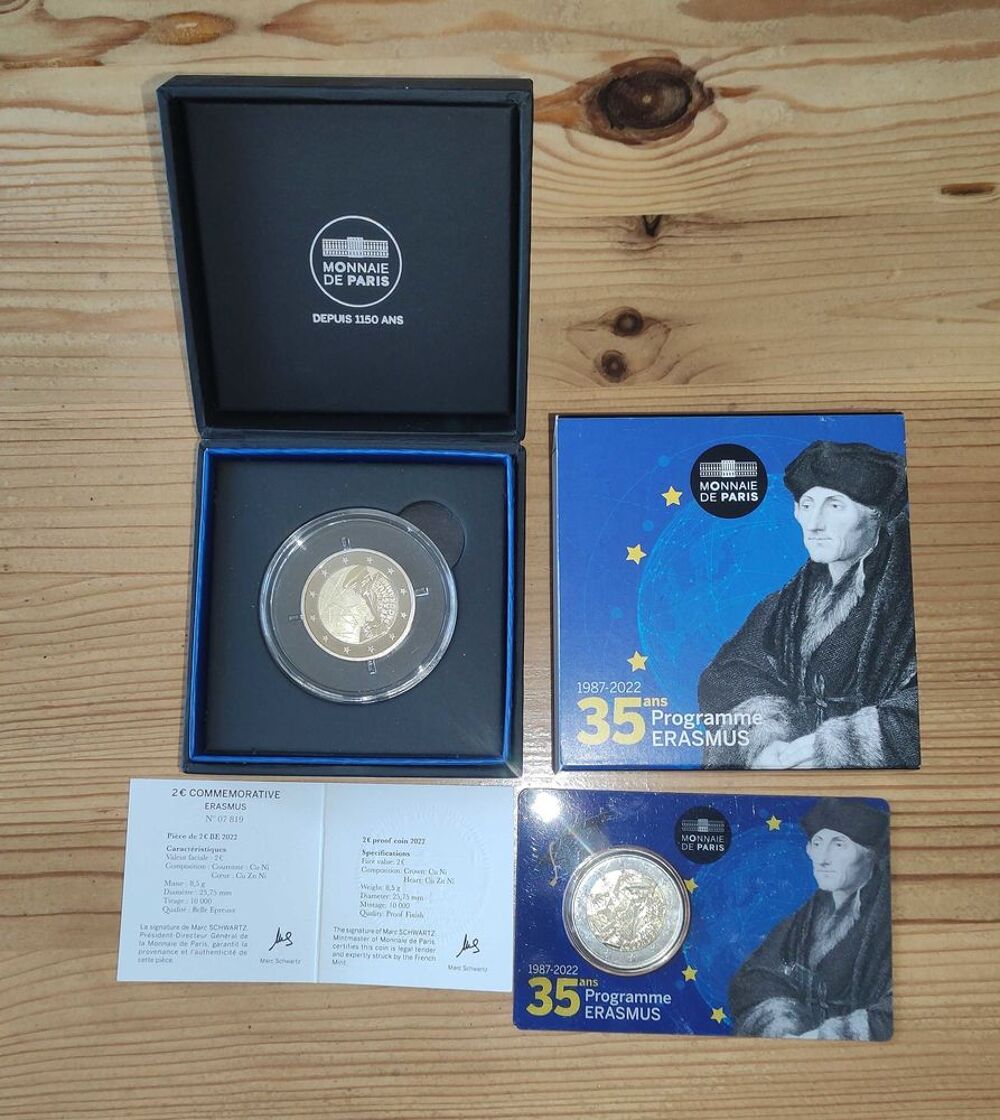 MONNAIE
DE PARIS
DEPUIS 1150 ANS
MONNAIE
DE PARIS
1987-2022
35 ans
Programme
ERASMUS
2 € COMMEMORATIVE
ERASMUS
N° 07 819
Pièce de 2€ BE 2022
Caractéristiques
Valeur faciale : 2€
Composition : Couronne : Cu Ni
Cœur : Cu Zn Ni
Masse : 8,5 g
Diamètre : 25,75 mm
Tirage : 10 000
Qualité : Belle Epreuve
La signature de Marc SCHWARTZ,
Président-Directeur Général de
la Monnaie de Paris, garantit la
provenance et l'authenticité de
cette pièce.
Marc Schwartz
2€ proof coin 2022
Specifications
Face value: 2€
Composition: Crown: Cu Ni
Heart: Cu Zn Ni
Weight: 8,5 g
Diameter: 25,75 mm
Mintage: 10 000
Quality: Proof Finish
The signature of Marc SCHWARTZ,
Mintmaster of Monnaie de Paris,
certifies this coin is legal tender
and expertly struck by the French
Mint.
Marc Schwartz
MONNAIE
DE PARIS
1987-2022
35 ans
Programme
ERASMUS